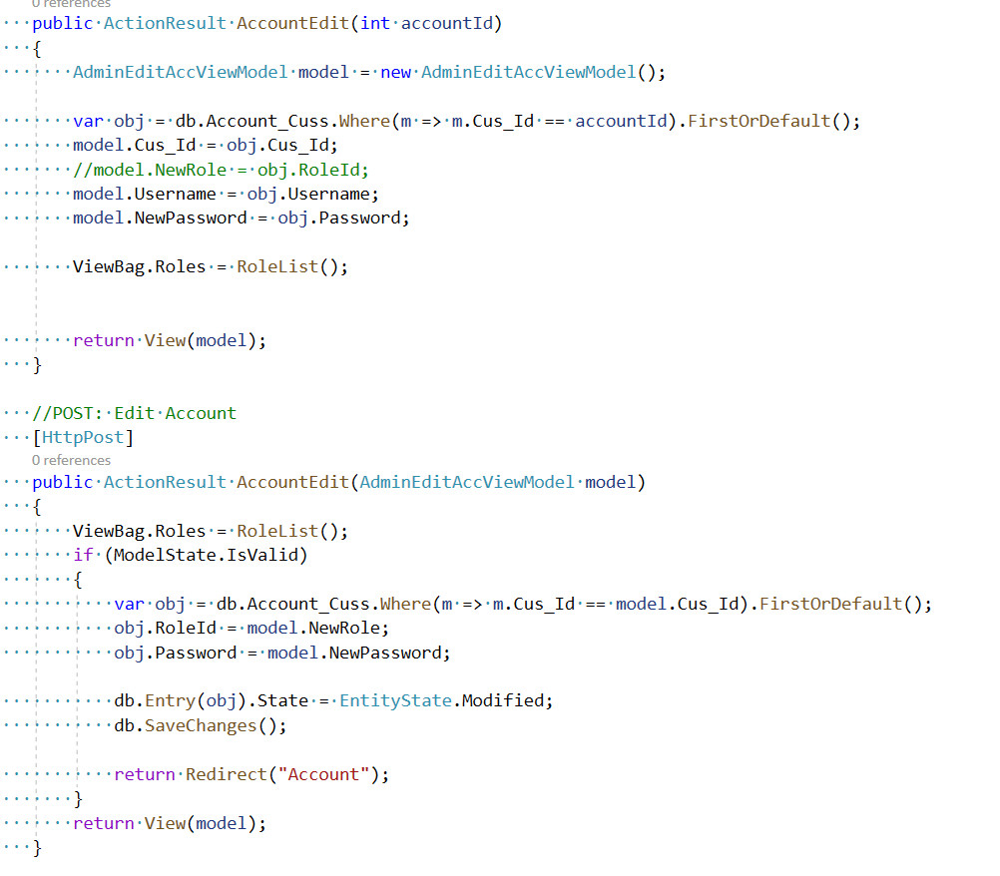 0 references
public ActionResult AccountEdit(int accountId)
{
AdminEditAccViewModel model = new AdminEditAccViewModel();
var obj = db.Account_Cuss.Where(m => m.Cus_Id == accountId).FirstOrDefault();
model.Cus_Id = obj.Cus_Id;
//model.NewRole = obj.RoleId;
model.Username = obj.Username;
model.NewPassword = obj.Password;
ViewBag.Roles = RoleList();
return View(model);
}
//POST: Edit Account
[HttpPost]
0 references
public ActionResult AccountEdit(AdminEditAccViewModel model)
{
ViewBag.Roles = RoleList();
if (ModelState.IsValid)
{
var obj = db.Account_Cuss.Where(m => m.Cus_Id == model.Cus_Id).FirstOrDefault();
obj.RoleId = model.NewRole;
obj.Password = model.NewPassword;
db.Entry(obj).State = EntityState.Modified;
db.SaveChanges();
return Redirect("Account");
}
return View(model);
}